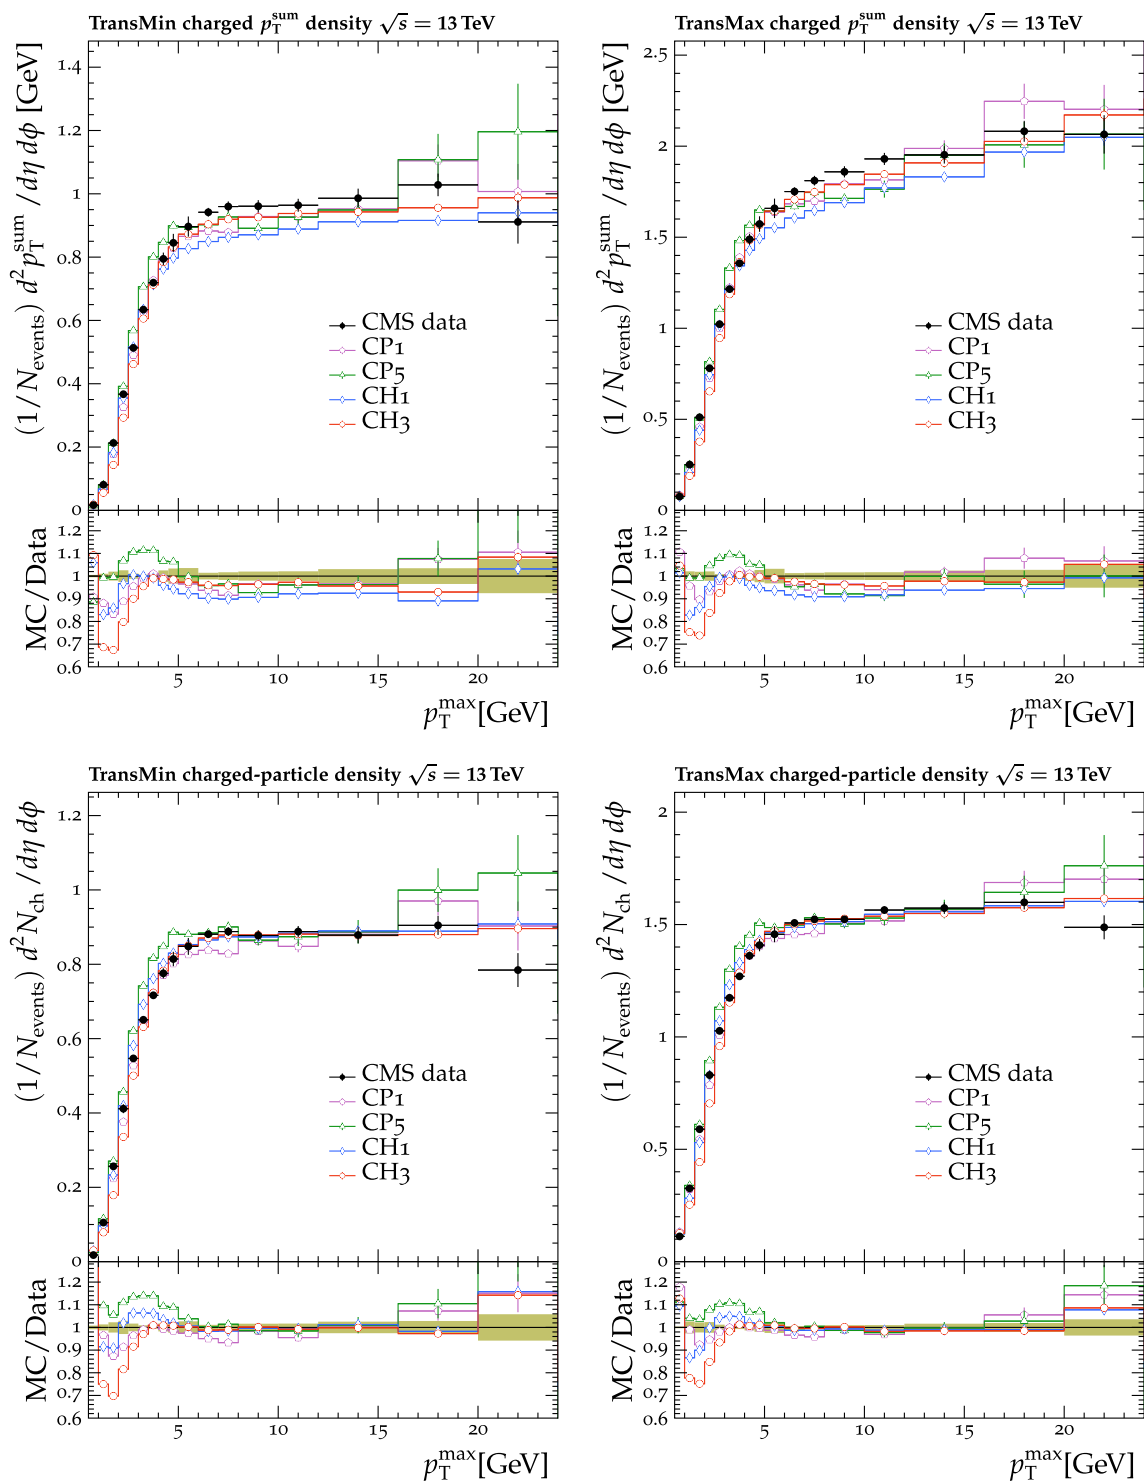 TransMin charged p_T^sum density √s = 13 TeV
(1/N_events) d² p_T^sum / dη dϕ [GeV]
1.4
1.2
1
0.8
0.6
0.4
0.2
0
CMS data
CP1
CP5
CH1
CH3
MC/Data
1.2
1.1
1
0.9
0.8
0.7
0.6
5 10 15 20
p_T^max [GeV]
TransMax charged p_T^sum density √s = 13 TeV
(1/N_events) d² p_T^sum / dη dϕ [GeV]
2.5
2
1.5
1
0.5
0
CMS data
CP1
CP5
CH1
CH3
MC/Data
1.2
1.1
1
0.9
0.8
0.7
0.6
5 10 15 20
p_T^max [GeV]
TransMin charged-particle density √s = 13 TeV
(1/N_events) d² N_ch / dη dϕ
1.2
1
0.8
0.6
0.4
0.2
0
CMS data
CP1
CP5
CH1
CH3
MC/Data
1.2
1.1
1
0.9
0.8
0.7
0.6
5 10 15 20
p_T^max [GeV]
TransMax charged-particle density √s = 13 TeV
(1/N_events) d² N_ch / dη dϕ
2
1.5
1
0.5
0
CMS data
CP1
CP5
CH1
CH3
MC/Data
1.2
1.1
1
0.9
0.8
0.7
0.6
5 10 15 20
p_T^max [GeV]